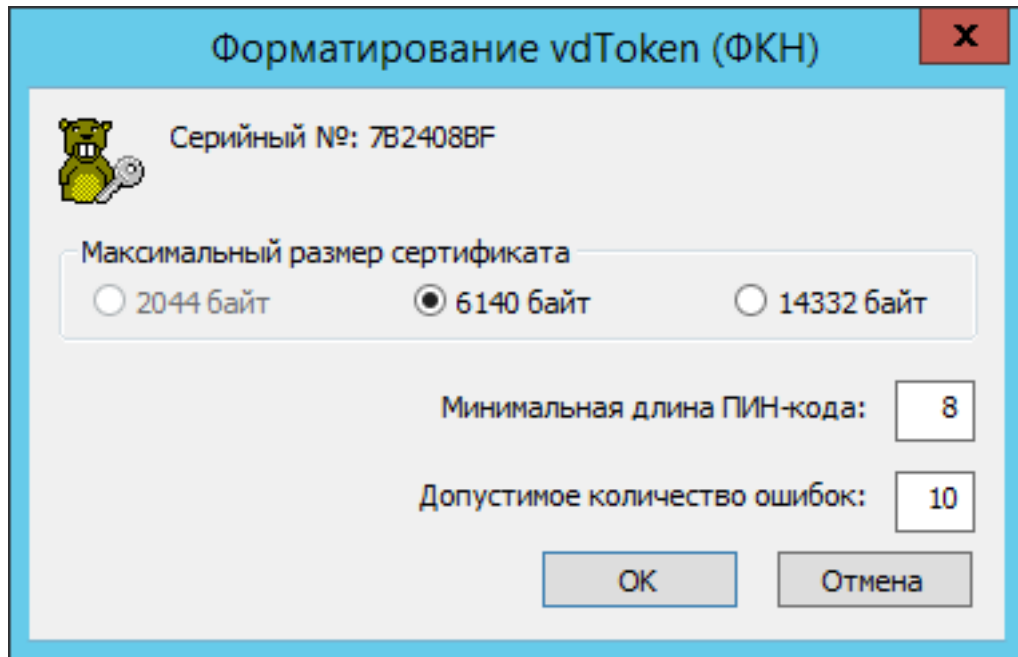 Форматирование vdToken (ФКН)
x
Серийный №: 7B2408BF
Максимальный размер сертификата
2044 байт 6140 байт 14332 байт
Минимальная длина ПИН-кода: 8
Допустимое количество ошибок: 10
OK Отмена